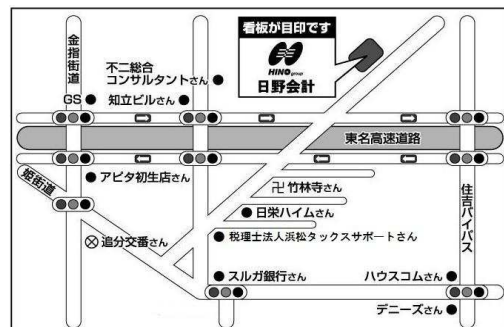 金指街道
不二総合
コンサルタントさん
看板が目印です
HINO group
日野会計
GS
知立ビルさん
東名高速道路
姫街道
アピタ初生店さん
卍竹林寺さん
住吉バイパス
日栄ハイムさん
追分交番さん
税理士法人浜松タックスサポートさん
スルガ銀行さん
ハウスコムさん
デニーズさん